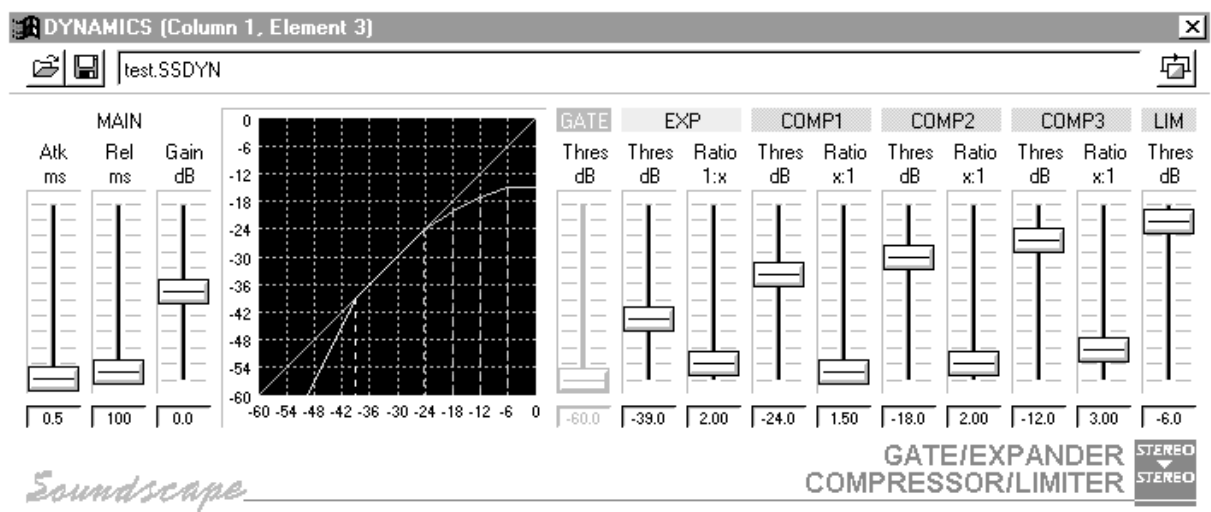 DYNAMICS (Column 1, Element 3)
test.SSDYN
MAIN
Atk Rel Gain
ms ms dB
0
-6
-12
-18
-24
-30
-36
-42
-48
-54
-60
-60 -54 -48 -42 -36 -30 -24 -18 -12 -6 0
GATE EXP COMP1 COMP2 COMP3 LIM
Thres Thres Ratio Thres Ratio Thres Ratio Thres Ratio Thres
dB dB 1:x dB x:1 dB x:1 dB x:1 dB
0.5 100 0.0 -60.0 -39.0 2.00 -24.0 1.50 -18.0 2.00 -12.0 3.00 -6.0
Soundscape
GATE/EXPANDER
COMPRESSOR/LIMITER
STEREO
STEREO